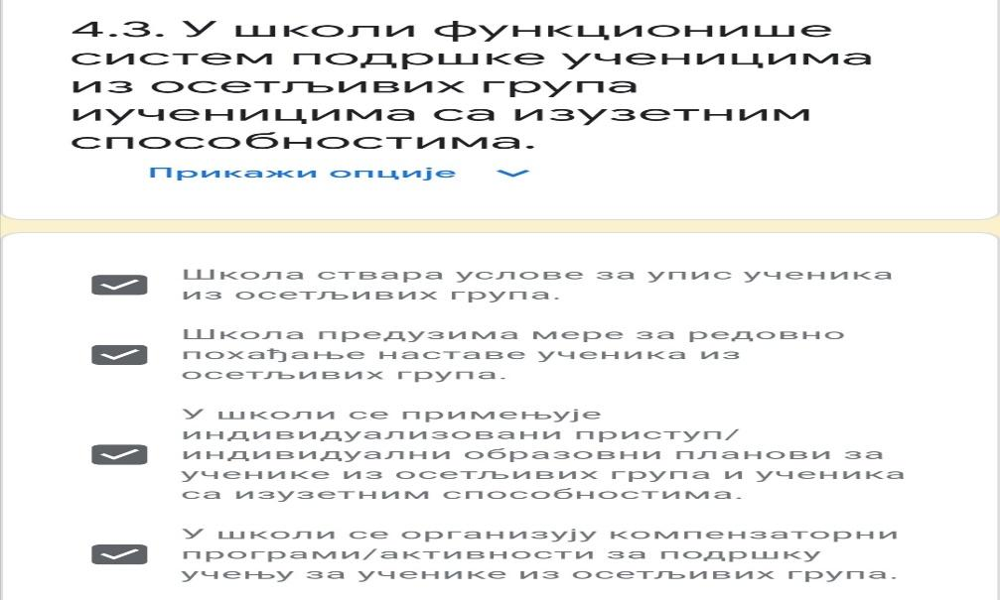 4.3. У школи функционише
систем подршке ученицима
из осетљивих група
иученицима са изузетним
способностима.
Прикажи опције
Школа ствара услове за упис ученика
из осетљивих група.
Школа предузима мере за редовно
похађање наставе ученика из
осетљивих група.
У школи се примењује
индивидуализовани приступ/
индивидуални образовни планови за
ученике из осетљивих група и ученика
са изузетним способностима.
У школи се организују компензаторни
програми/активности за подршку
учењу за ученике из осетљивих група.